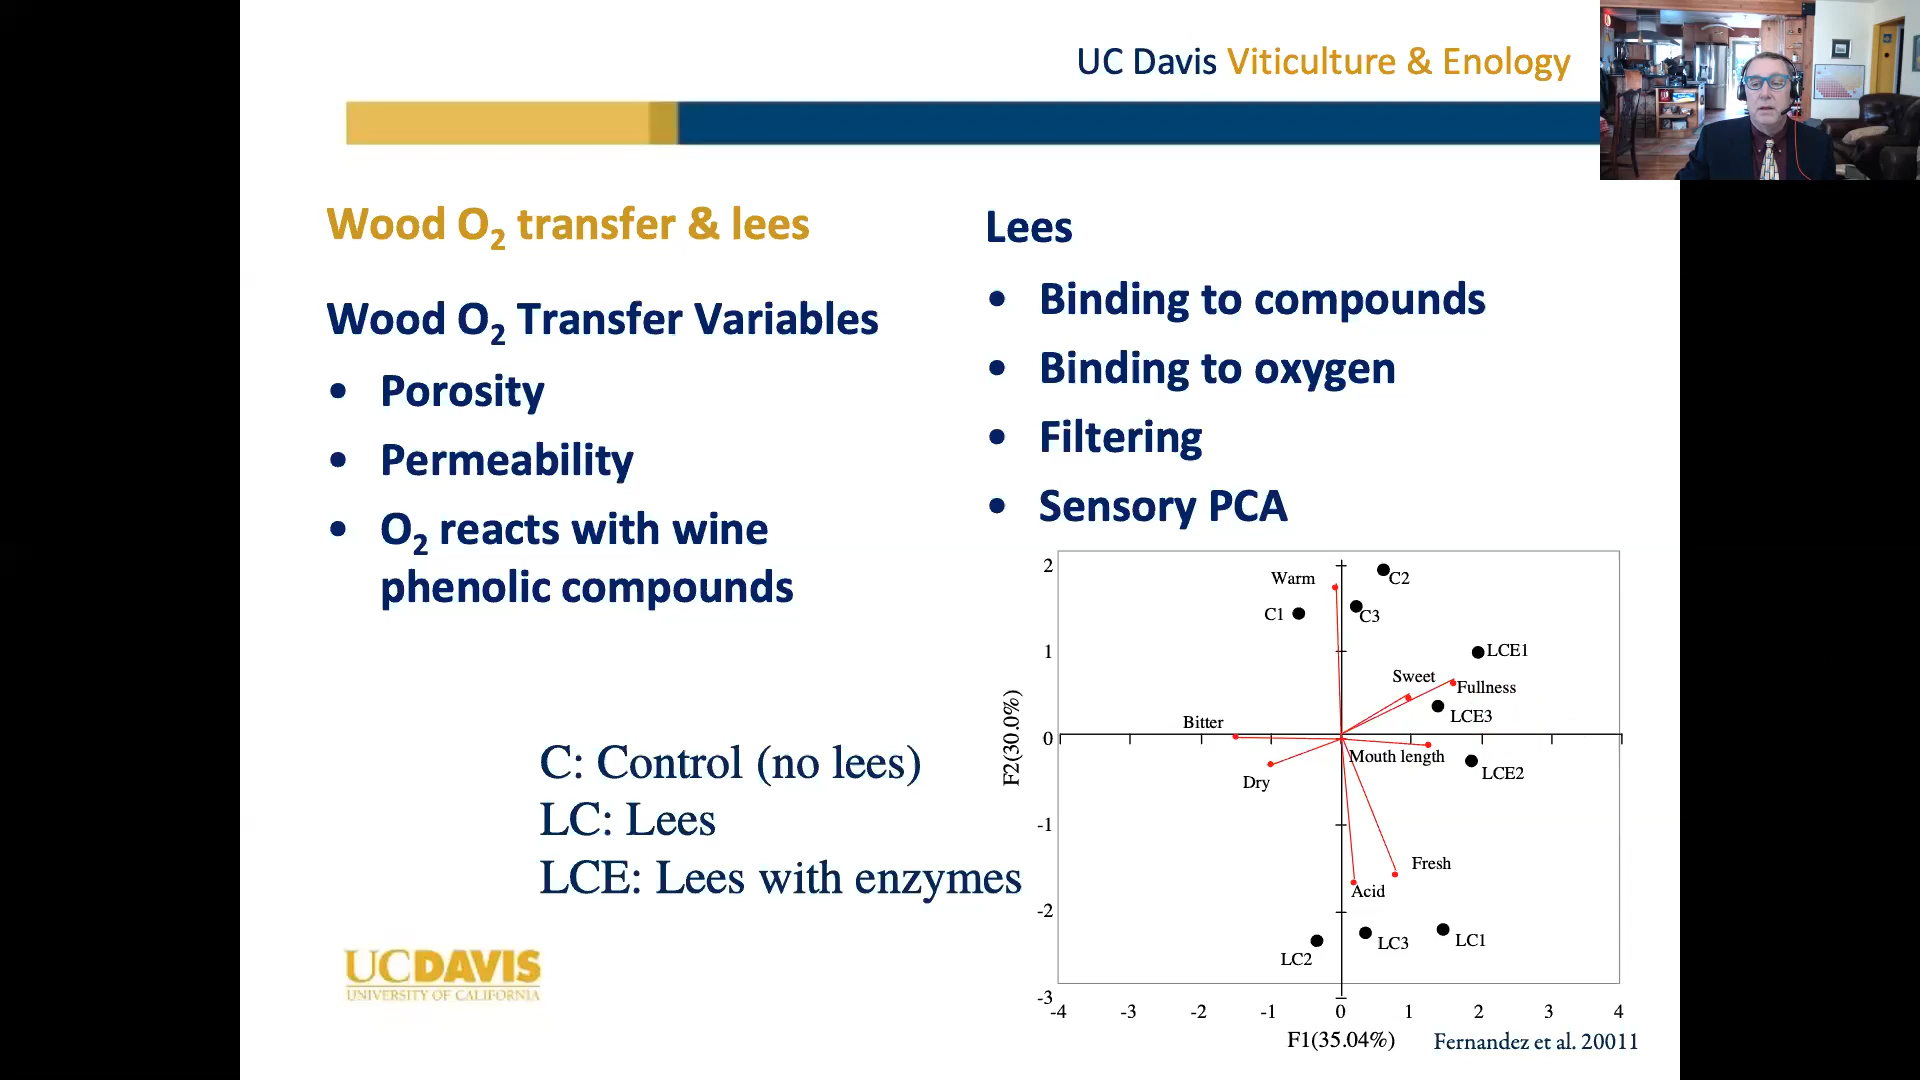 UC Davis Viticulture & Enology
Wood O2 transfer & lees
Wood O2 Transfer Variables
• Porosity
• Permeability
• O2 reacts with wine
phenolic compounds
Lees
• Binding to compounds
• Binding to oxygen
• Filtering
• Sensory PCA
C: Control (no lees)
LC: Lees
LCE: Lees with enzymes
UCDAVIS
UNIVERSITY OF CALIFORNIA
2
1
0
-1
-2
-3
F2(30.0%)
Warm
C2
C1
C3
LCE1
Sweet
Fullness
LCE3
Bitter
Mouth length
Dry
LCE2
Fresh
Acid
LC3
LC1
LC2
-4 -3 -2 -1 0 1 2 3 4
F1(35.04%)
Fernandez et al. 20011